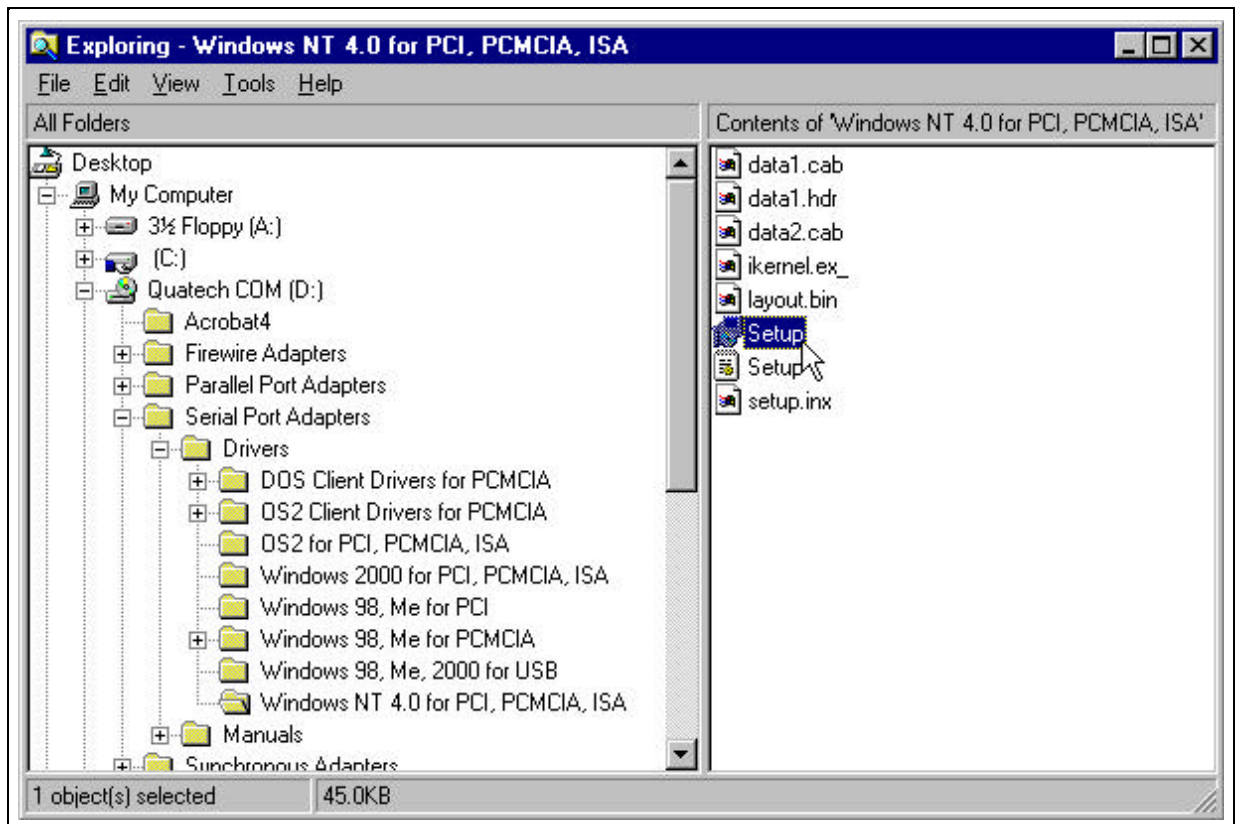 Exploring - Windows NT 4.0 for PCI, PCMCIA, ISA
File Edit View Tools Help
All Folders
Contents of 'Windows NT 4.0 for PCI, PCMCIA, ISA'
Desktop
My Computer
3½ Floppy (A:)
(C:)
Quatech COM (D:)
Acrobat4
Firewire Adapters
Parallel Port Adapters
Serial Port Adapters
Drivers
DOS Client Drivers for PCMCIA
OS2 Client Drivers for PCMCIA
OS2 for PCI, PCMCIA, ISA
Windows 2000 for PCI, PCMCIA, ISA
Windows 98, Me for PCI
Windows 98, Me for PCMCIA
Windows 98, Me, 2000 for USB
Windows NT 4.0 for PCI, PCMCIA, ISA
Manuals
Synchronous Adapters
data1.cab
data1.hdr
data2.cab
ikernel.ex_
layout.bin
Setup
Setup
setup.inx
1 object(s) selected
45.0KB